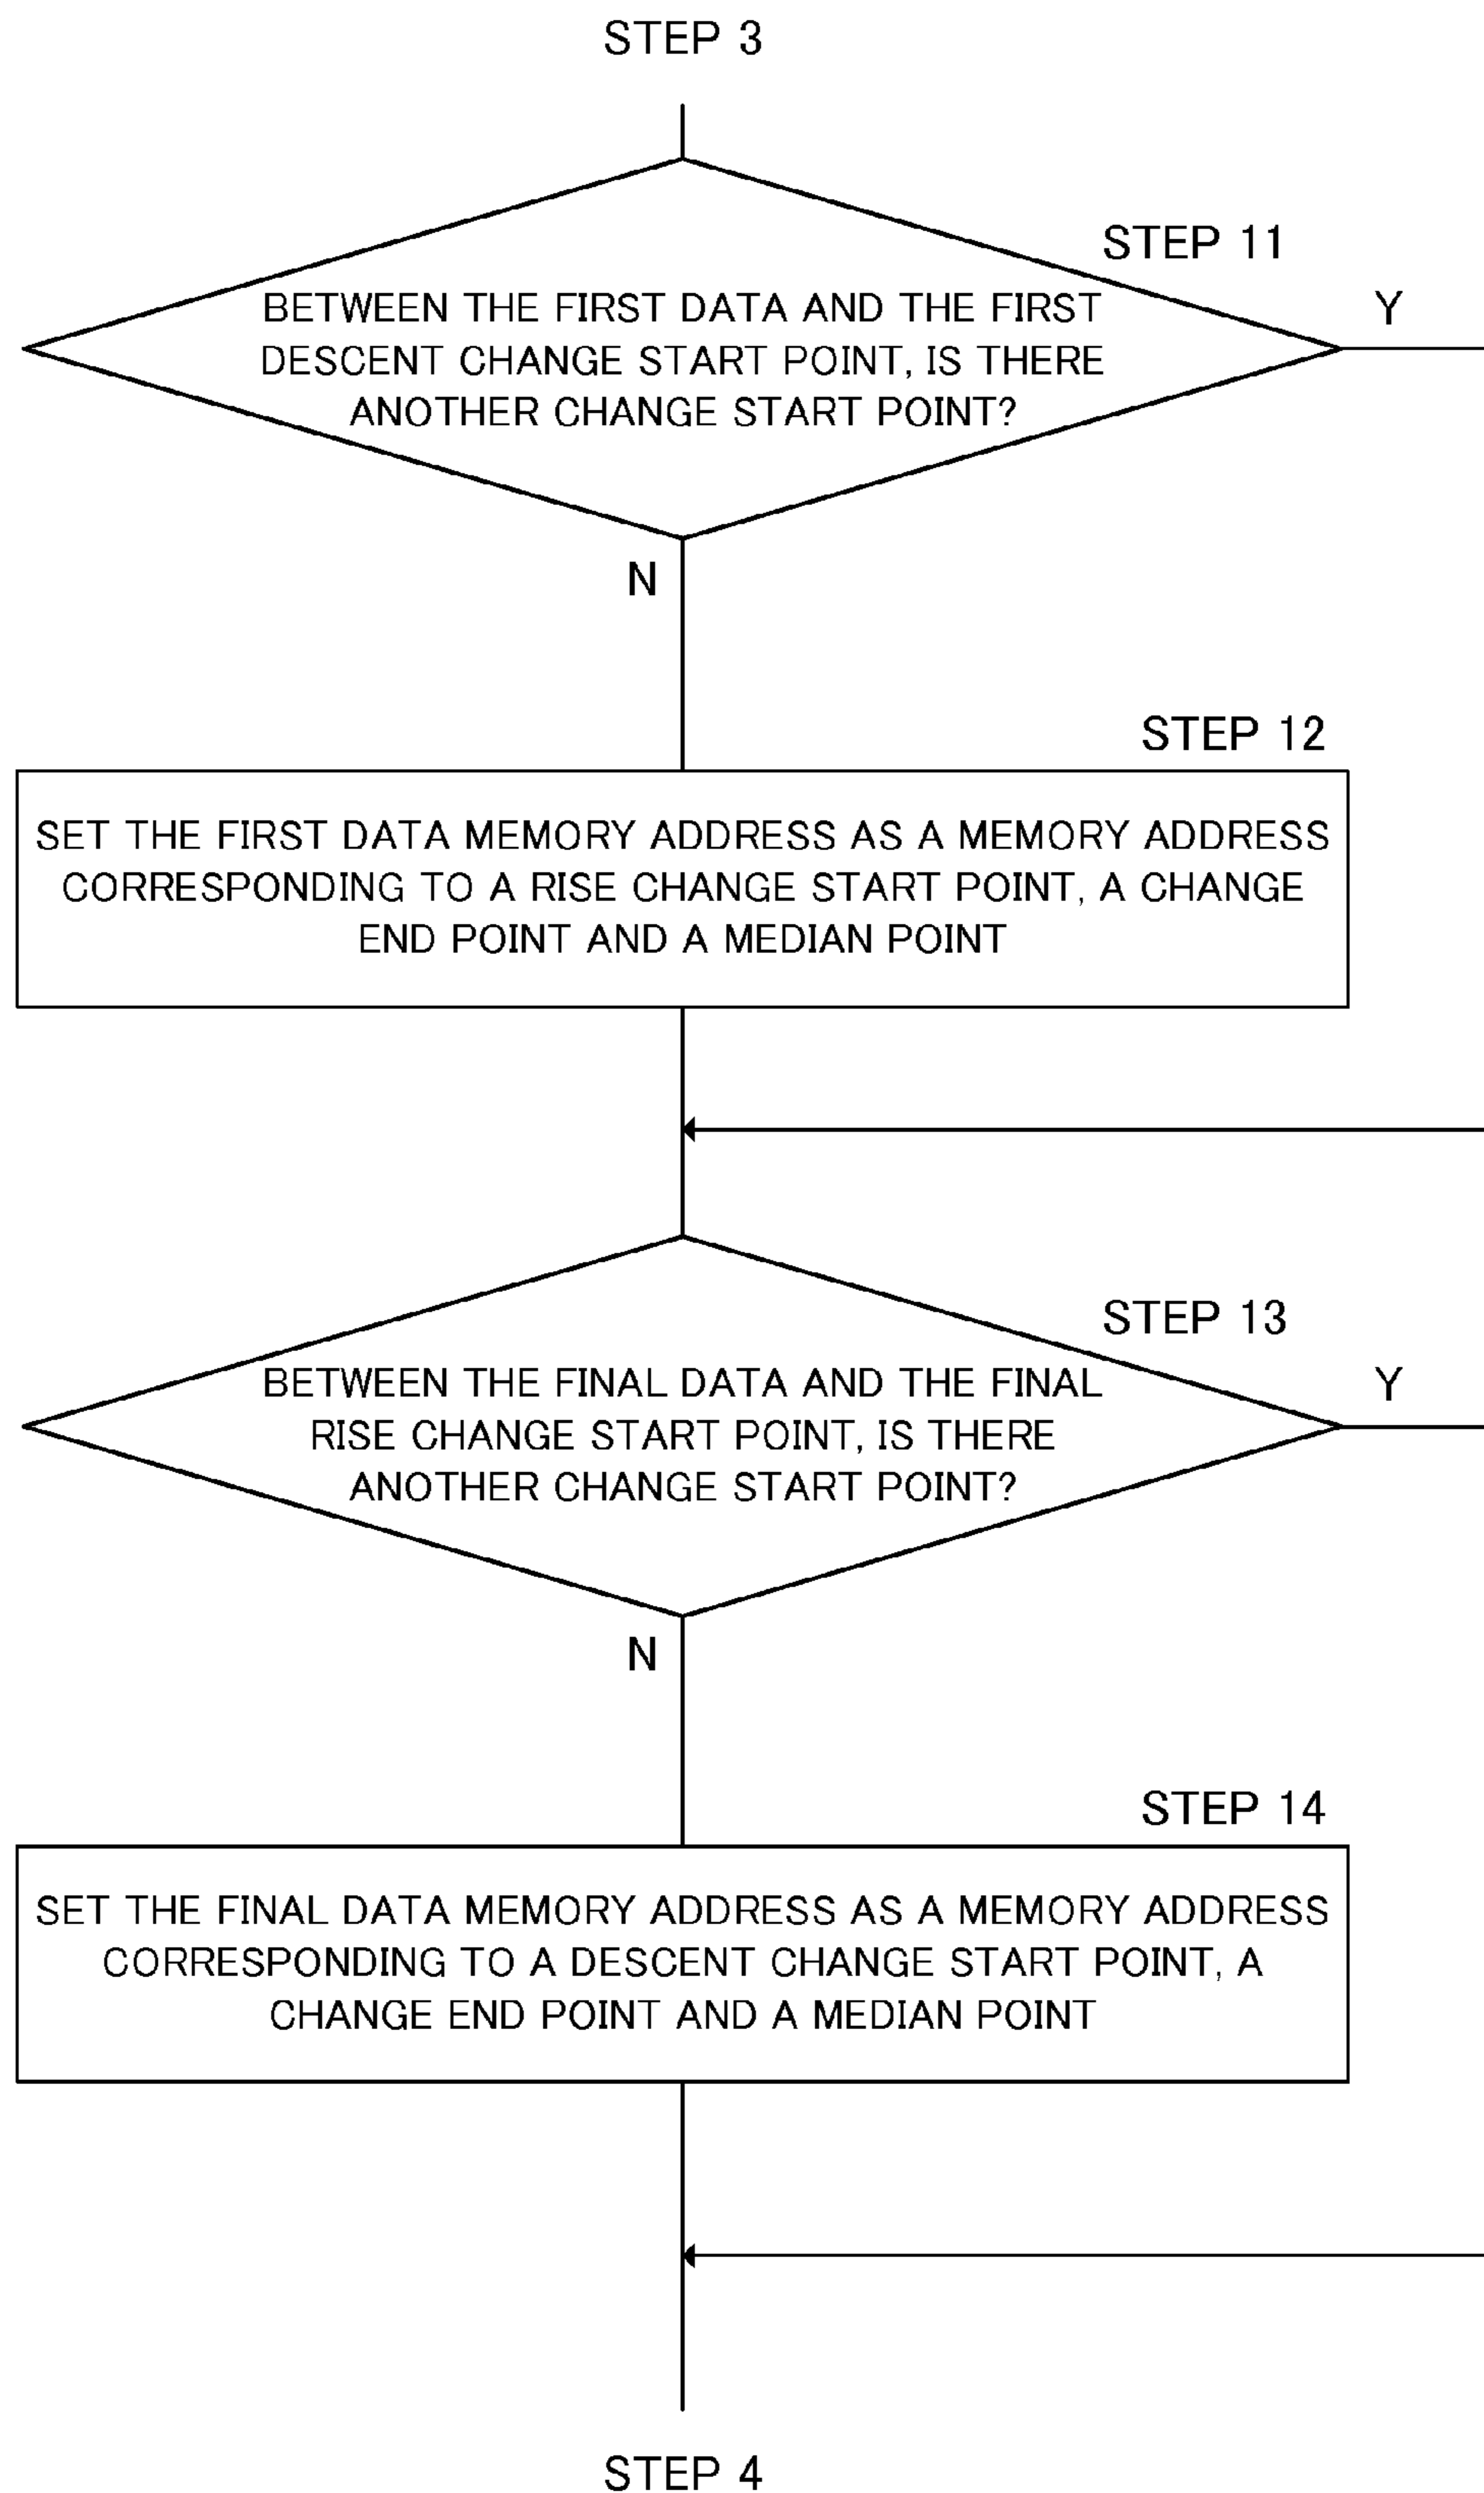 STEP 3
STEP 11
BETWEEN THE FIRST DATA AND THE FIRST
DESCENT CHANGE START POINT, IS THERE
ANOTHER CHANGE START POINT?
Y
N
STEP 12
SET THE FIRST DATA MEMORY ADDRESS AS A MEMORY ADDRESS
CORRESPONDING TO A RISE CHANGE START POINT, A CHANGE
END POINT AND A MEDIAN POINT
STEP 13
BETWEEN THE FINAL DATA AND THE FINAL
RISE CHANGE START POINT, IS THERE
ANOTHER CHANGE START POINT?
Y
N
STEP 14
SET THE FINAL DATA MEMORY ADDRESS AS A MEMORY ADDRESS
CORRESPONDING TO A DESCENT CHANGE START POINT, A
CHANGE END POINT AND A MEDIAN POINT
STEP 4